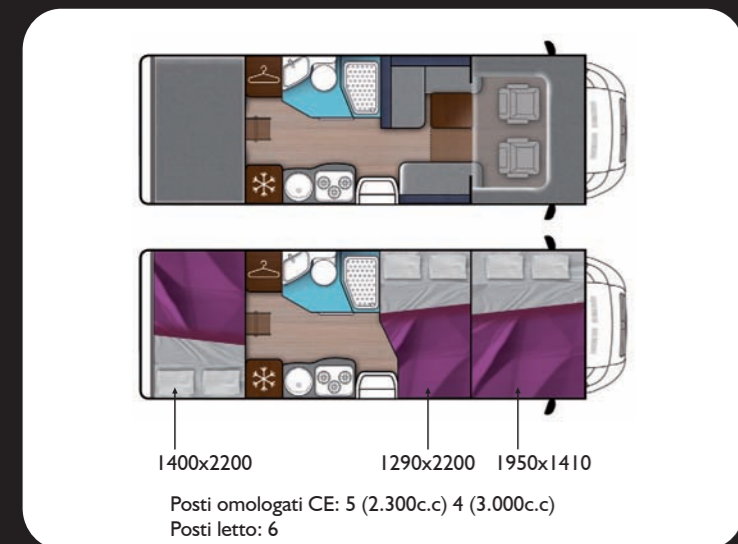 1400x2200 1290x2200 1950x1410
Posti omologati CE: 5 (2.300c.c) 4 (3.000c.c)
Posti letto: 6